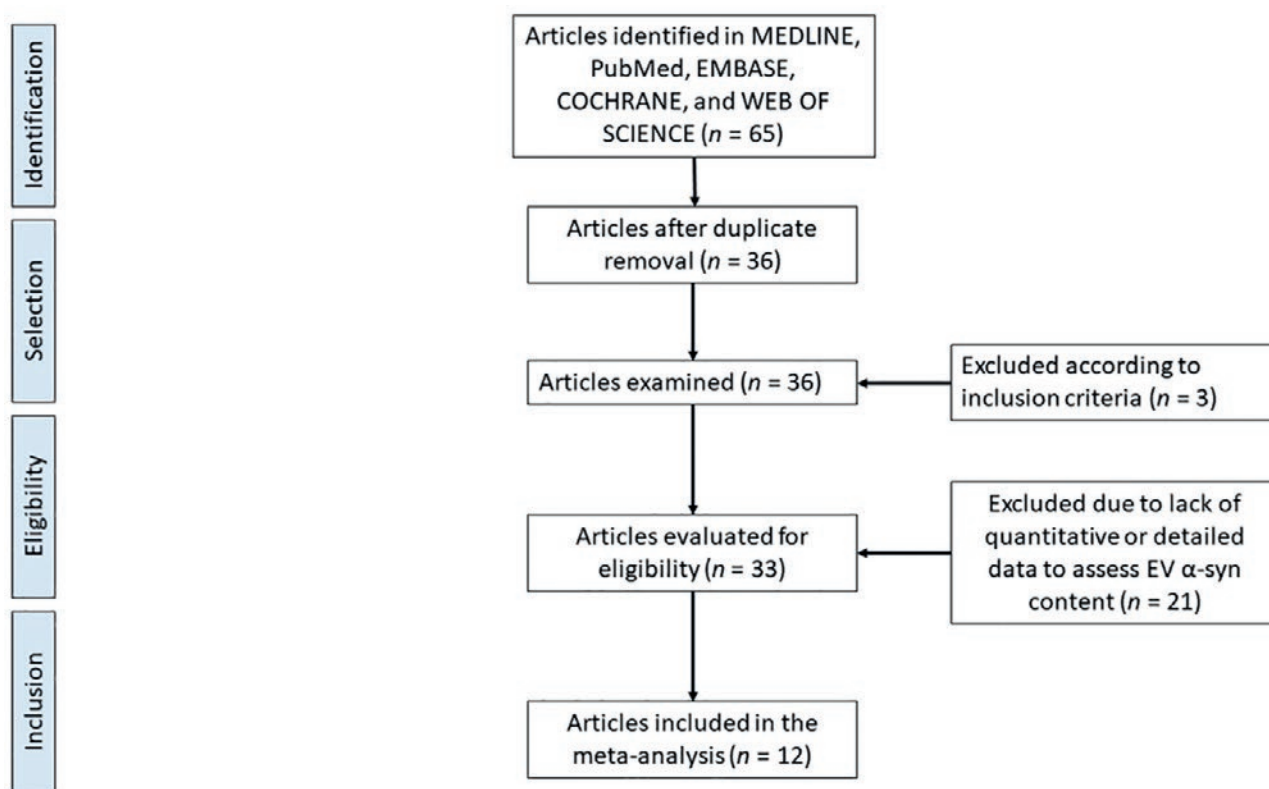 Identification
Articles identified in MEDLINE,
PubMed, EMBASE,
COCHRANE, and WEB OF
SCIENCE (n = 65)
Selection
Articles after duplicate
removal (n = 36)
Articles examined (n = 36)
Excluded according to
inclusion criteria (n = 3)
Eligibility
Articles evaluated for
eligibility (n = 33)
Excluded due to lack of
quantitative or detailed
data to assess EV α-syn
content (n = 21)
Inclusion
Articles included in the
meta-analysis (n = 12)